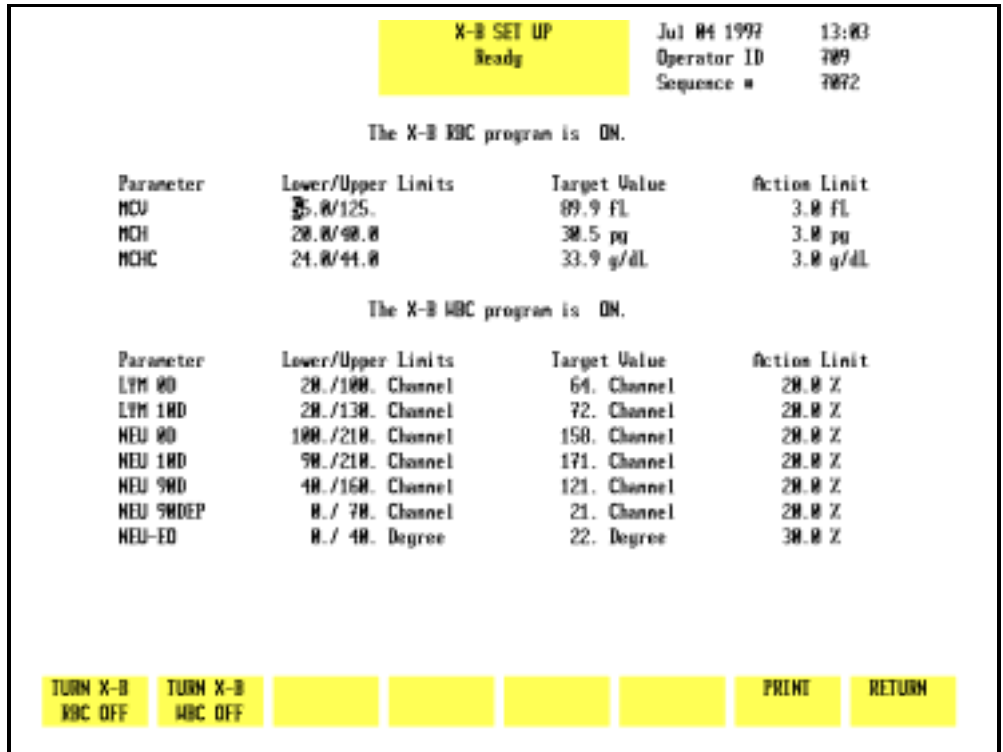 X-B SET UP Jul 04 1997 13:03
Ready Operator ID 709
Sequence # 7072
The X-B RBC program is ON.
Parameter Lower/Upper Limits Target Value Action Limit
MCV 5.0/125. 89.9 fL 3.0 fL
MCH 20.0/40.0 30.5 pg 3.0 pg
MCHC 24.0/44.0 33.9 g/dL 3.0 g/dL
The X-B WBC program is ON.
Parameter Lower/Upper Limits Target Value Action Limit
LYM 0D 20./100. Channel 64. Channel 20.0 %
LYM 10D 20./130. Channel 72. Channel 20.0 %
NEU 0D 100./210. Channel 158. Channel 20.0 %
NEU 10D 90./210. Channel 171. Channel 20.0 %
NEU 90D 40./160. Channel 121. Channel 20.0 %
NEU 90DEP 0./ 70. Channel 21. Channel 20.0 %
NEU-EO 0./ 40. Degree 22. Degree 30.0 %
TURN X-B TURN X-B PRINT RETURN
RBC OFF WBC OFF